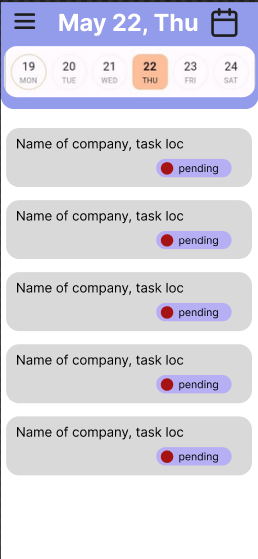 May 22, Thu
19 20 21 22 23 24
MON TUE WED THU FRI SAT
Name of company, task loc
pending
Name of company, task loc
pending
Name of company, task loc
pending
Name of company, task loc
pending
Name of company, task loc
pending